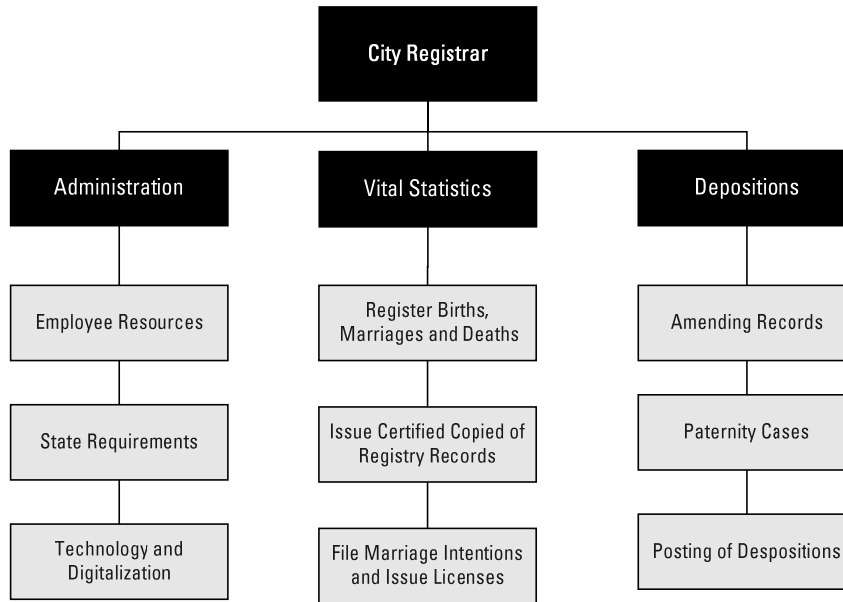 City Registrar
Administration
Vital Statistics
Depositions
Employee Resources
Register Births,
Marriages and Deaths
Amending Records
State Requirements
Issue Certified Copied of
Registry Records
Paternity Cases
Technology and
Digitalization
File Marriage Intentions
and Issue Licenses
Posting of Despositions